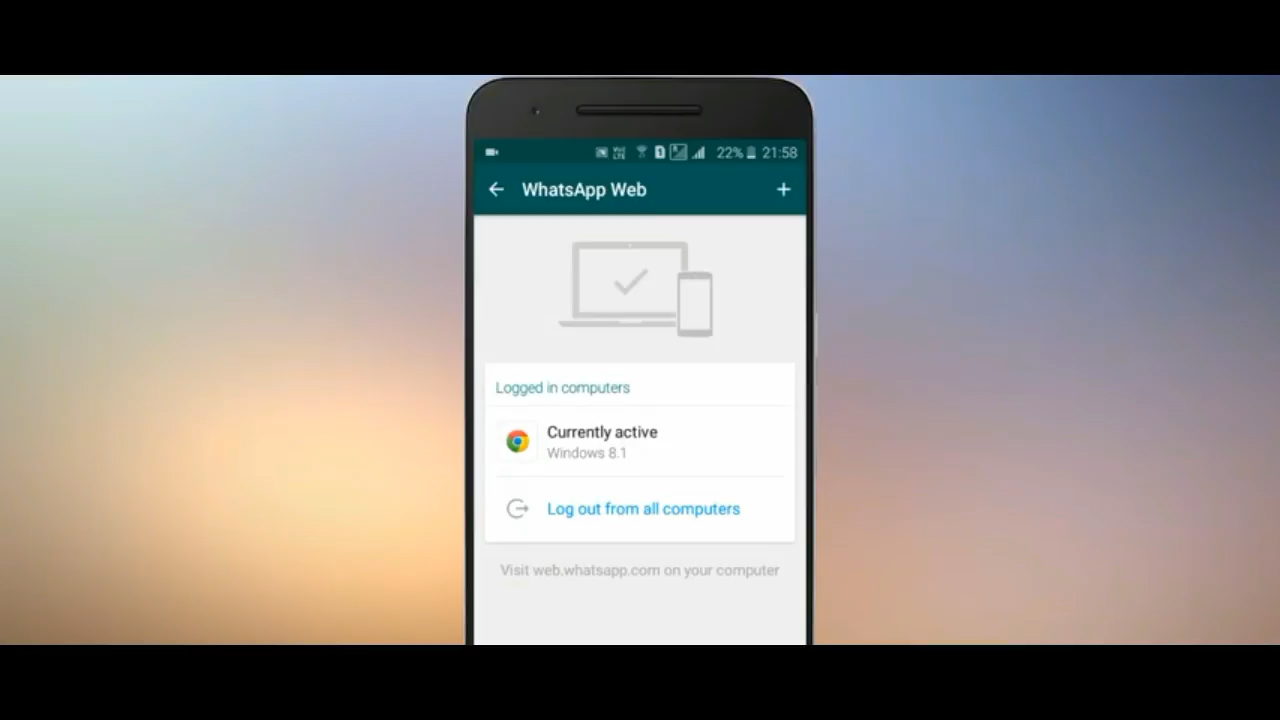 22% 21:58
WhatsApp Web
Logged in computers
Currently active
Windows 8.1
Log out from all computers
Visit web.whatsapp.com on your computer